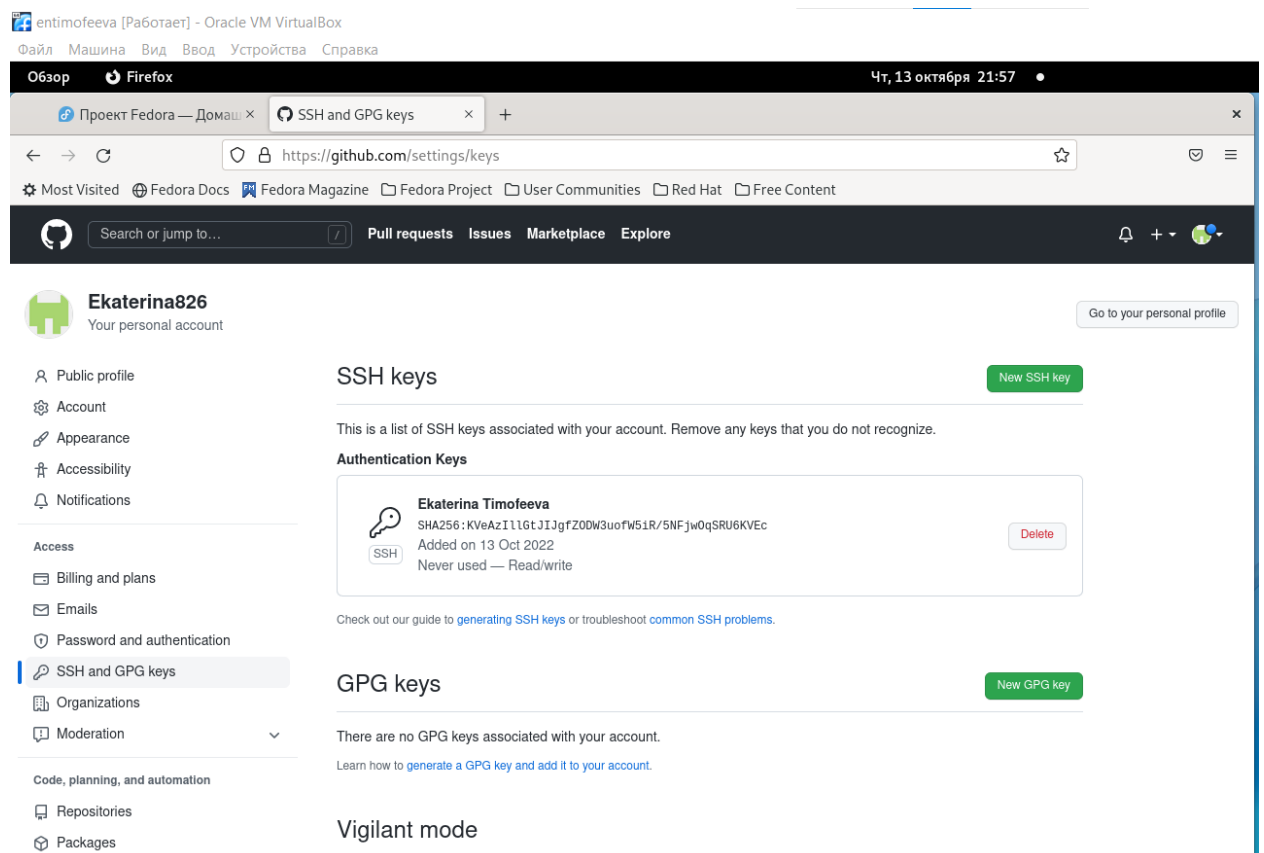 entimofeeva [Работает] - Oracle VM VirtualBox
Файл Машина Вид Ввод Устройства Справка
Обзор Firefox Чт, 13 октября 21:57
Проект Fedora — Домаш SSH and GPG keys
https://github.com/settings/keys
Most Visited Fedora Docs Fedora Magazine Fedora Project User Communities Red Hat Free Content
Search or jump to... / Pull requests Issues Marketplace Explore
Ekaterina826
Your personal account
Go to your personal profile
Public profile
Account
Appearance
Accessibility
Notifications
Access
Billing and plans
Emails
Password and authentication
SSH and GPG keys
Organizations
Moderation
Code, planning, and automation
Repositories
Packages
SSH keys
New SSH key
This is a list of SSH keys associated with your account. Remove any keys that you do not recognize.
Authentication Keys
Ekaterina Timofeeva
SHA256:KVeAzIllGtJIJgfZODW3uofW5iR/5NFjwOqSRU6KVEc
Added on 13 Oct 2022
Never used — Read/write
SSH
Delete
Check out our guide to generating SSH keys or troubleshoot common SSH problems.
GPG keys
New GPG key
There are no GPG keys associated with your account.
Learn how to generate a GPG key and add it to your account.
Vigilant mode